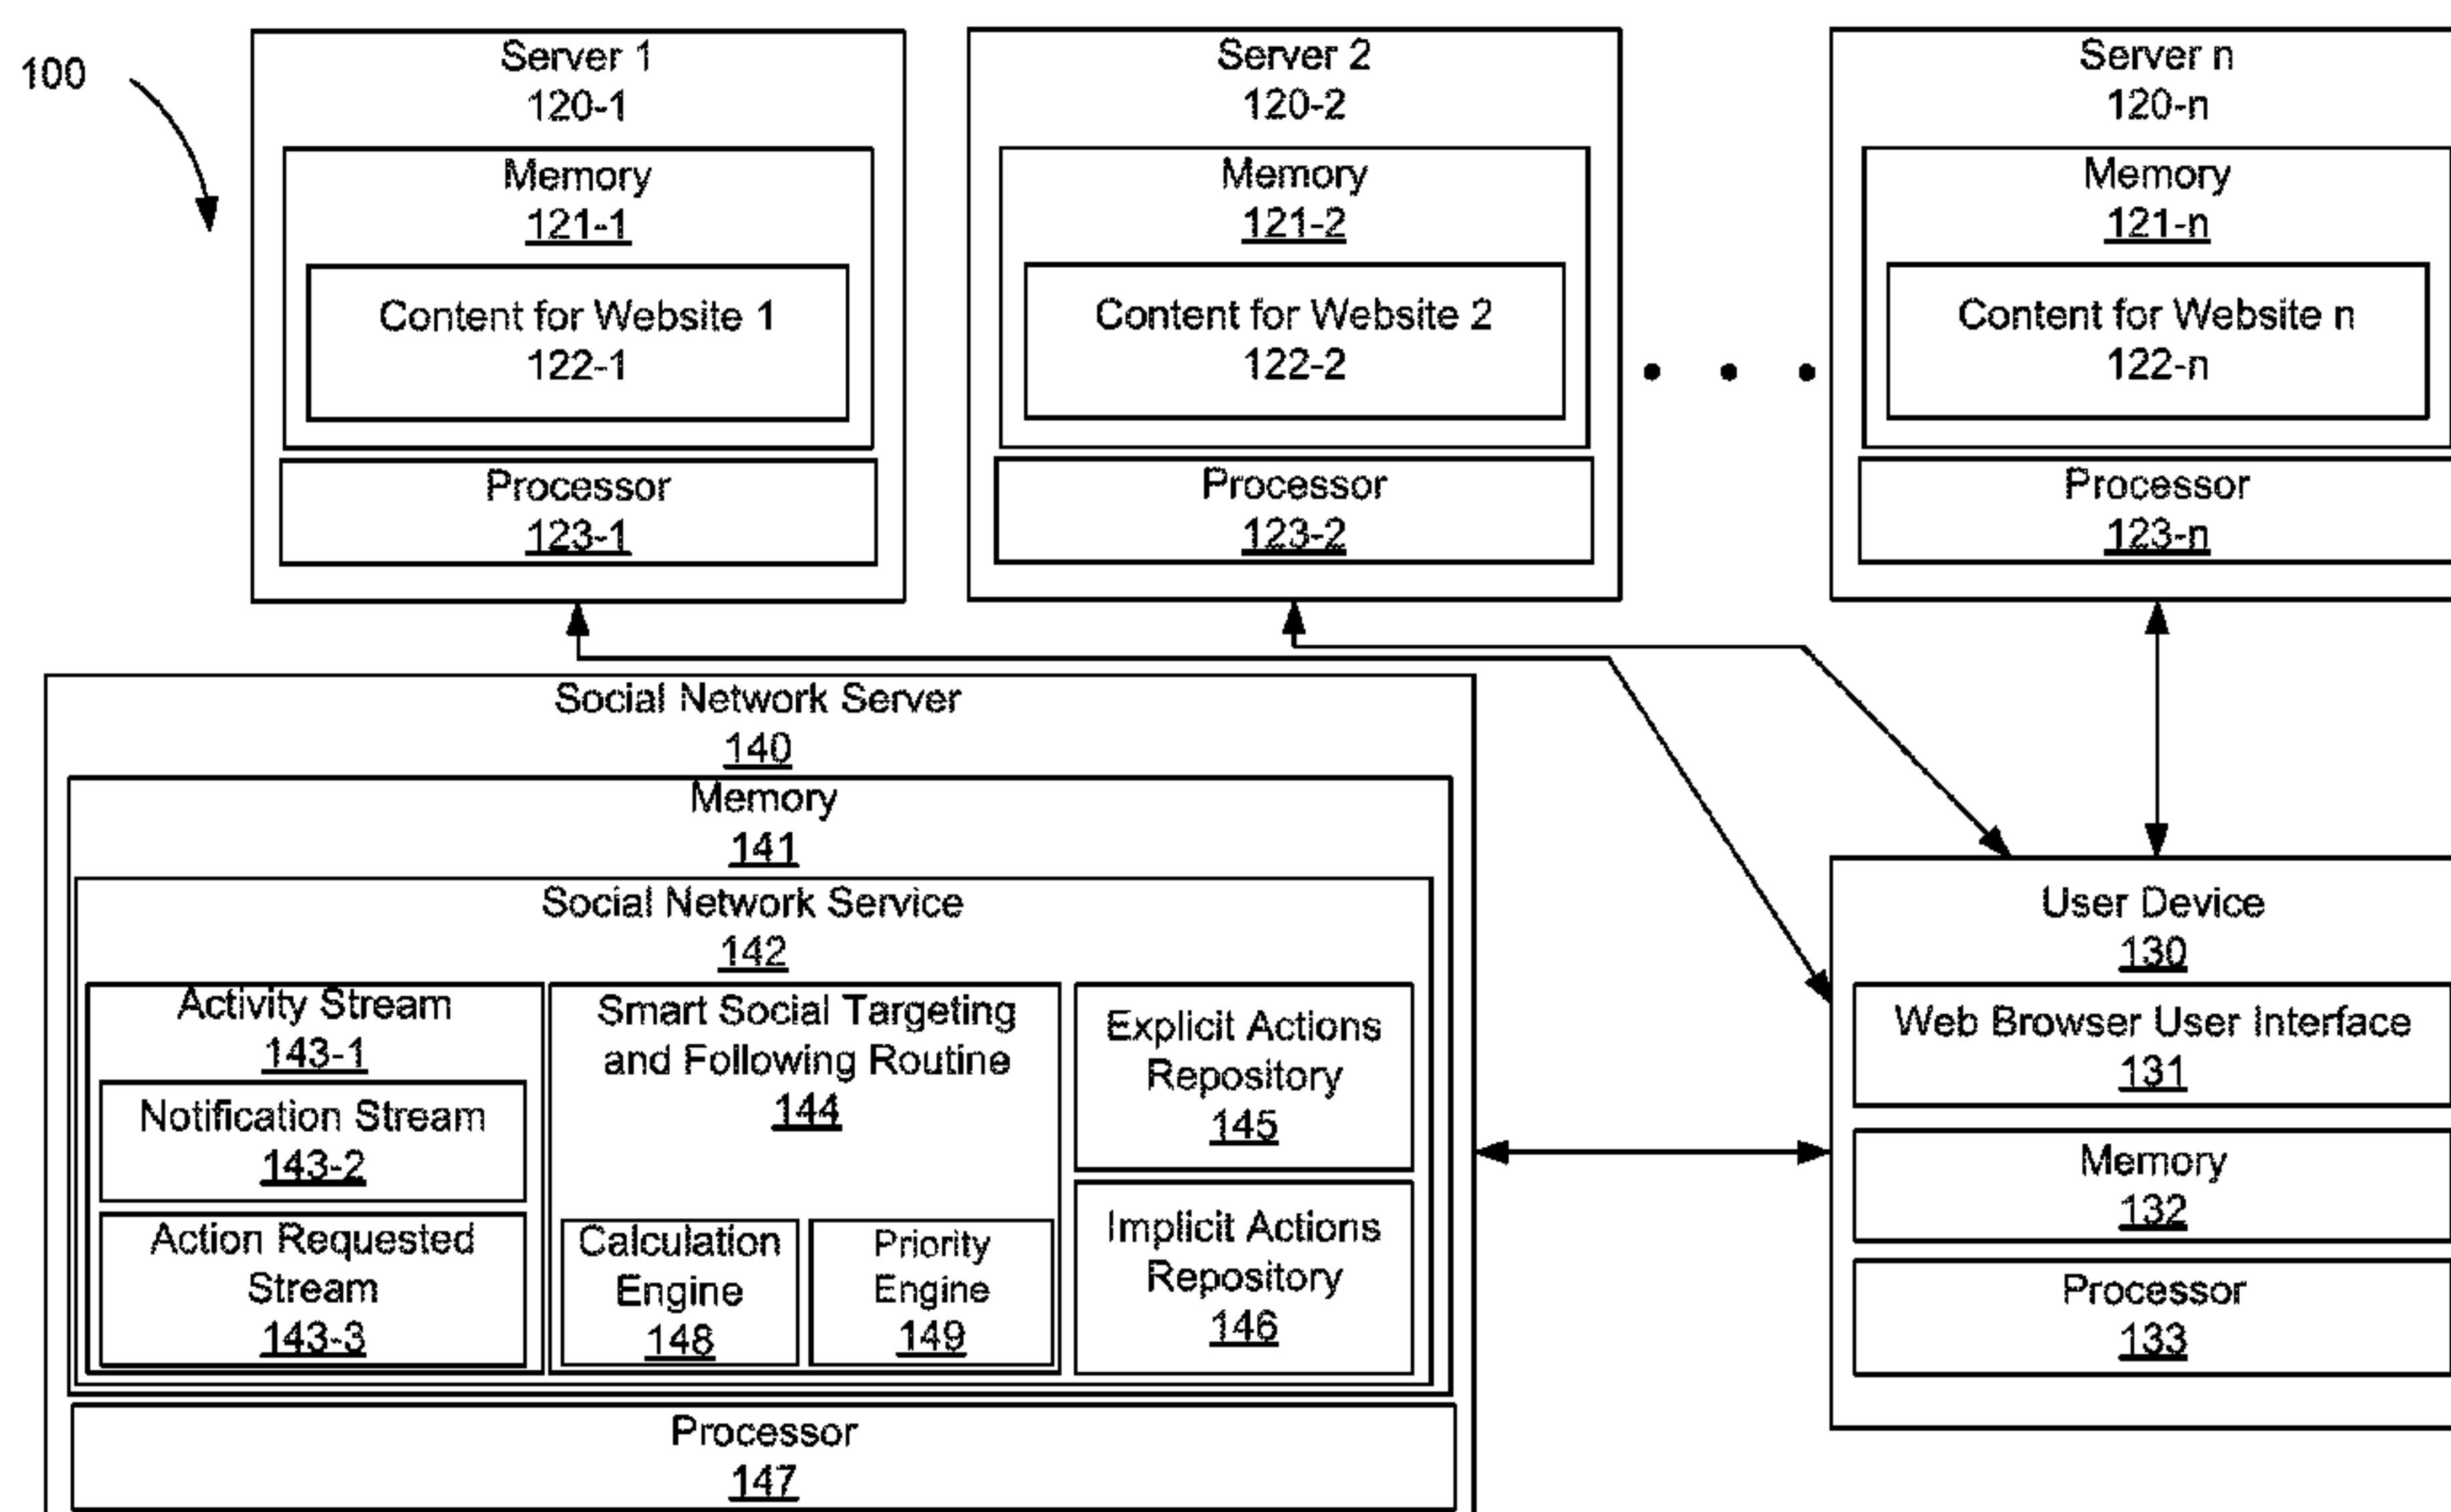 100
Server 1
120-1
Memory
121-1
Content for Website 1
122-1
Processor
123-1
Server 2
120-2
Memory
121-2
Content for Website 2
122-2
Processor
123-2
Server n
120-n
Memory
121-n
Content for Website n
122-n
Processor
123-n
Social Network Server
140
Memory
141
Social Network Service
142
Activity Stream
143-1
Notification Stream
143-2
Action Requested
Stream
143-3
Smart Social Targeting
and Following Routine
144
Calculation
Engine
148
Priority
Engine
149
Explicit Actions
Repository
145
Implicit Actions
Repository
146
Processor
147
User Device
130
Web Browser User Interface
131
Memory
132
Processor
133